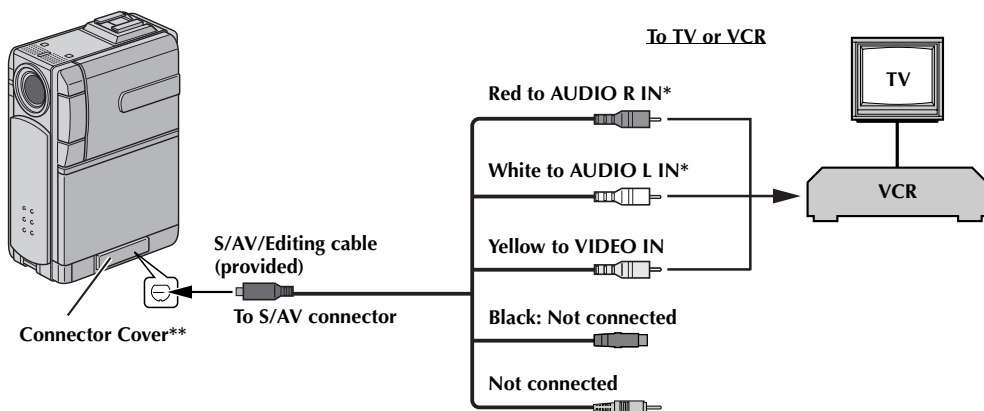 To TV or VCR
TV
Red to AUDIO R IN*
White to AUDIO L IN*
VCR
Yellow to VIDEO IN
S/AV/Editing cable
(provided)
To S/AV connector
Connector Cover**
Black: Not connected
Not connected